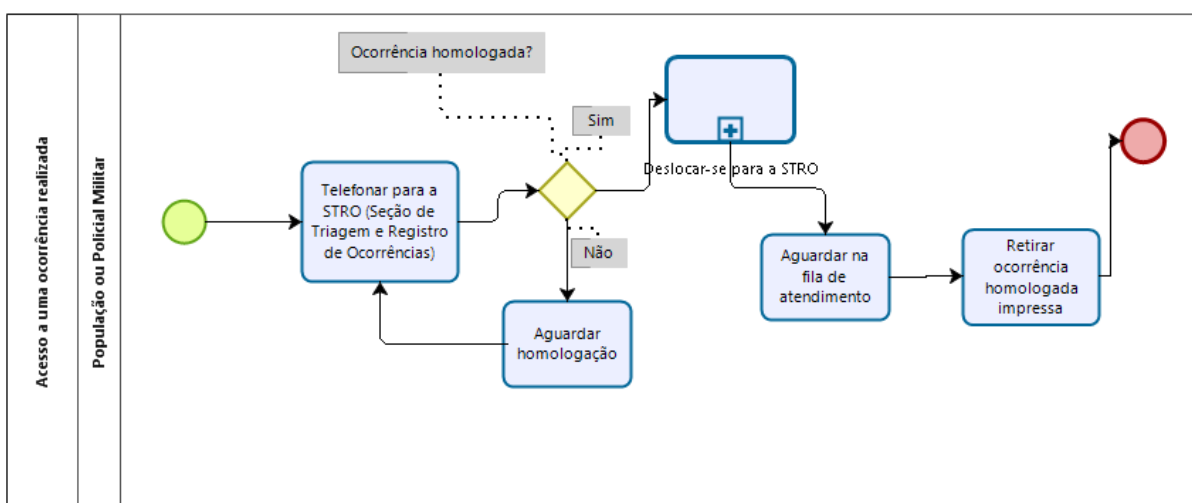 Acesso a uma ocorrência realizada
População ou Policial Militar
Ocorrência homologada?
Sim
Deslocar-se para a STRO
Telefonar para a
STRO (Seção de
Triagem e Registro
de Ocorrências)
Não
Aguardar
homologação
Aguardar na
fila de
atendimento
Retirar
ocorrência
homologada
impressa